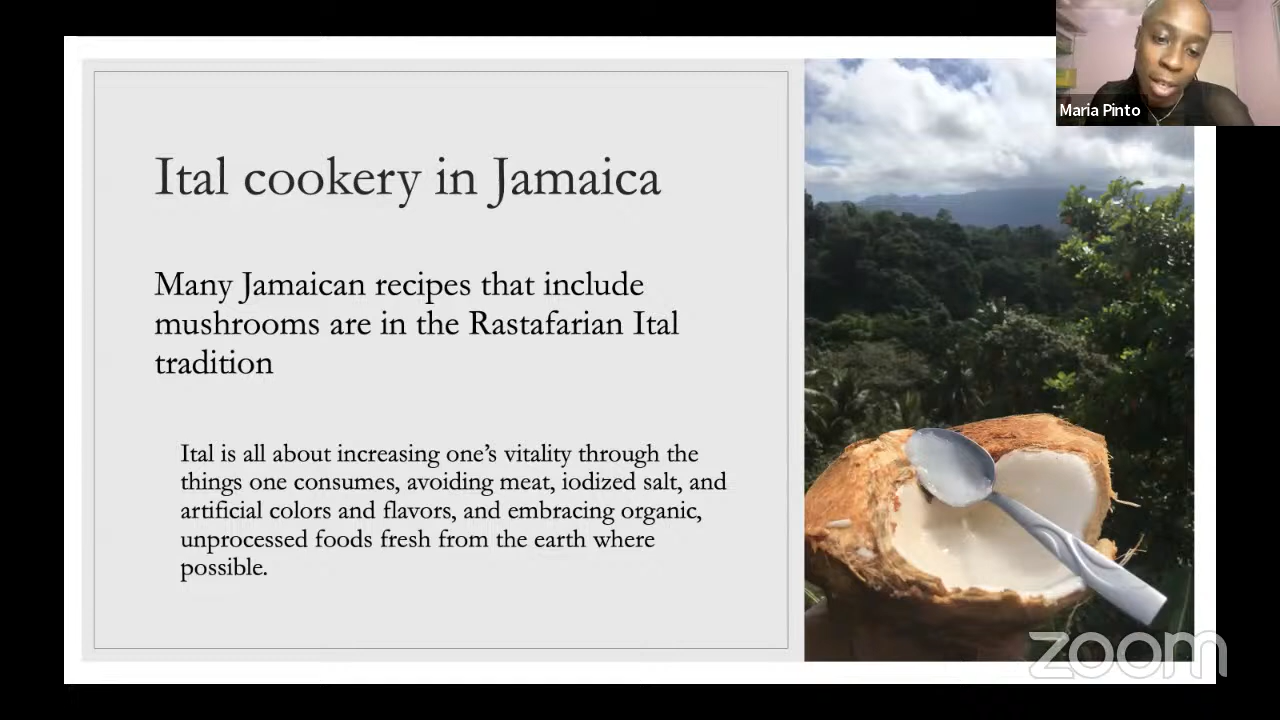 Maria Pinto
Ital cookery in Jamaica
Many Jamaican recipes that include
mushrooms are in the Rastafarian Ital
tradition
Ital is all about increasing one’s vitality through the
things one consumes, avoiding meat, iodized salt, and
artificial colors and flavors, and embracing organic,
unprocessed foods fresh from the earth where
possible.
zoom